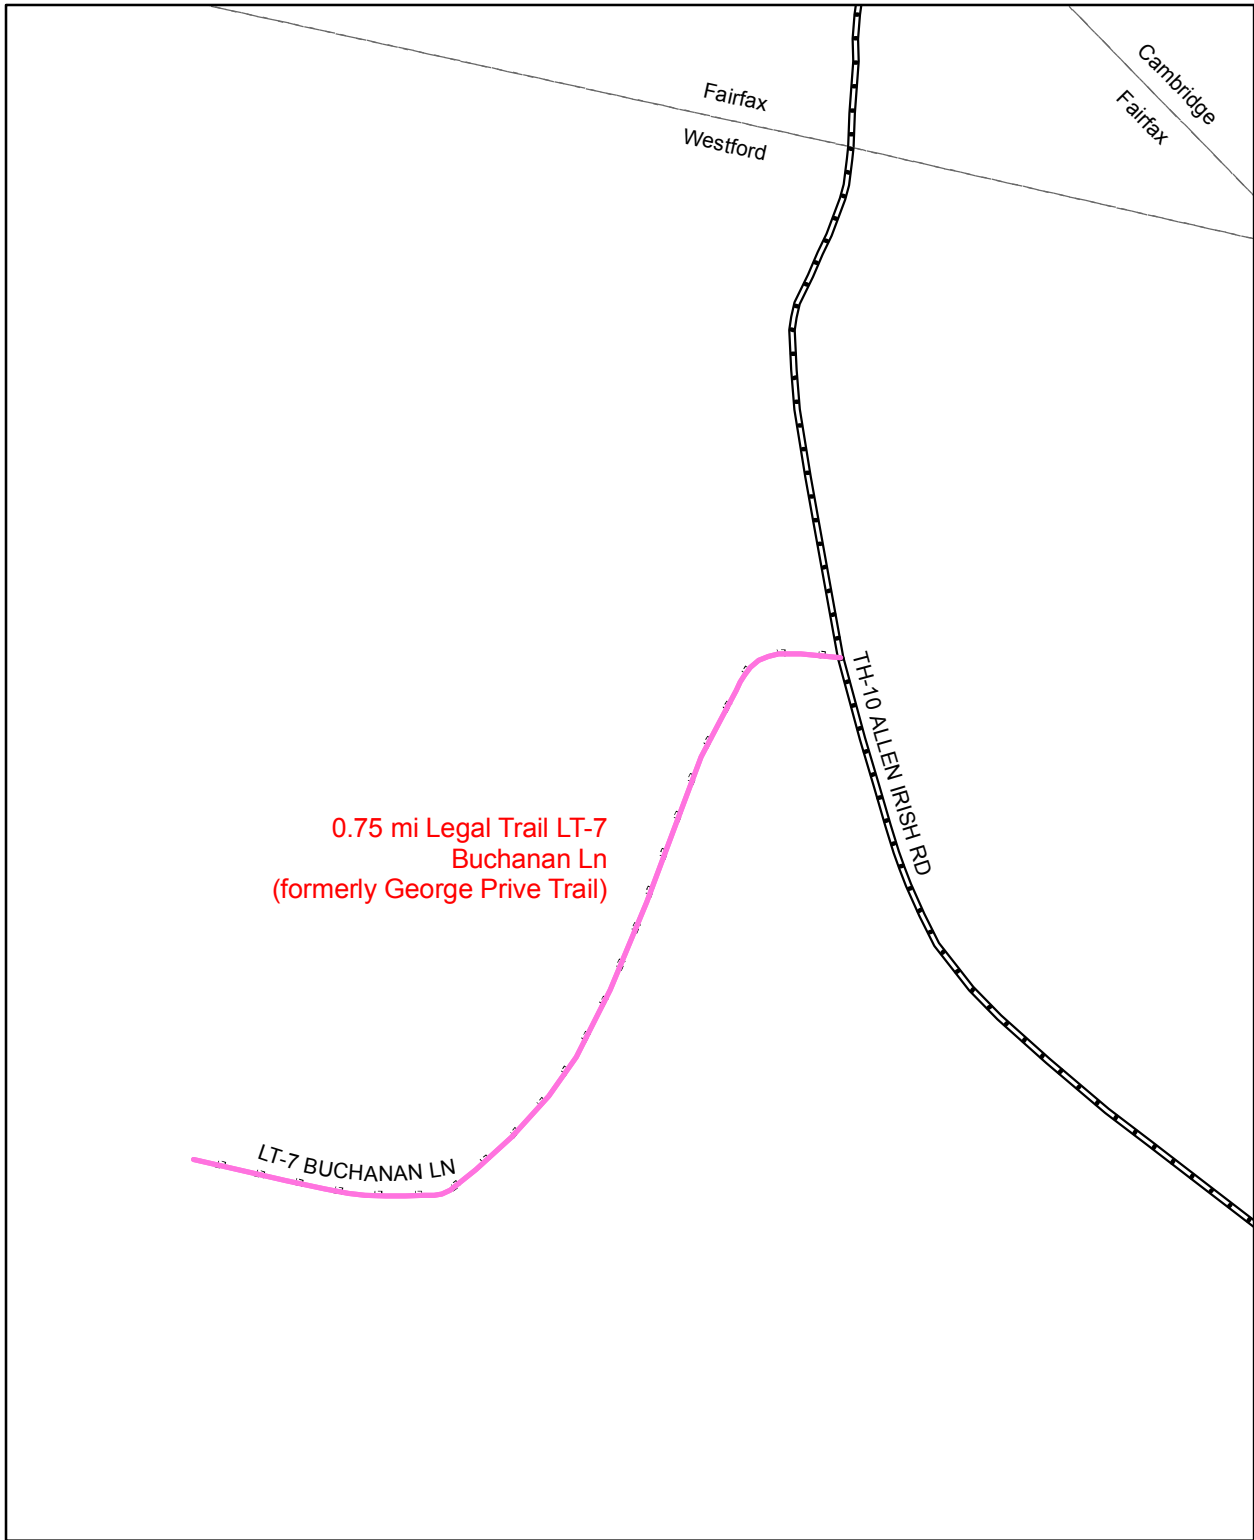 Cambridge
Fairfax
Fairfax
Westford
TH-10 ALLEN IRISH RD
0.75 mi Legal Trail LT-7
Buchanan Ln
(formerly George Prive Trail)
LT-7 BUCHANAN LN